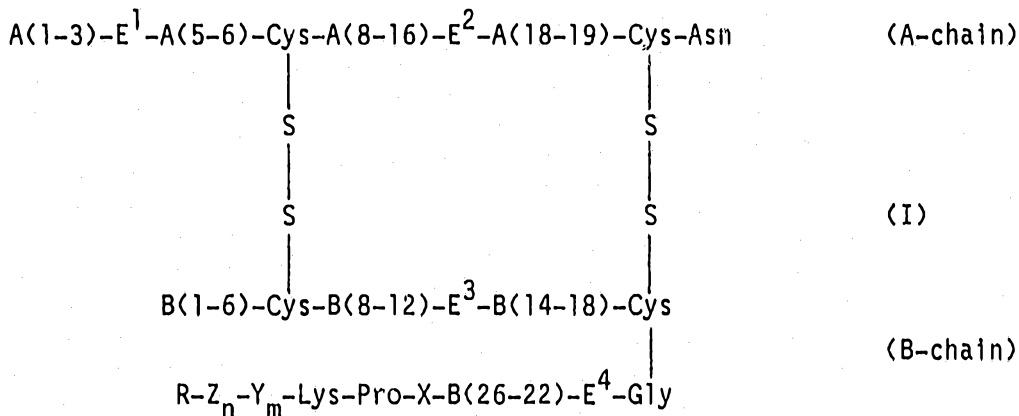 A(1-3)-E¹-A(5-6)-Cys-A(8-16)-E²-A(18-19)-Cys-Asn (A-chain)
S S
S S (I)
B(1-6)-Cys-B(8-12)-E³-B(14-18)-Cys
(B-chain)
R-Zₙ-Yₘ-Lys-Pro-X-B(26-22)-E⁴-Gly